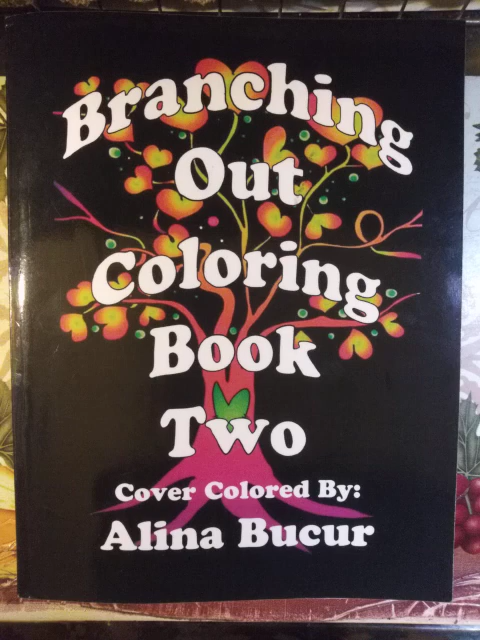 Branching
Out
Coloring
Book
Two
Cover Colored By:
Alina Bucur